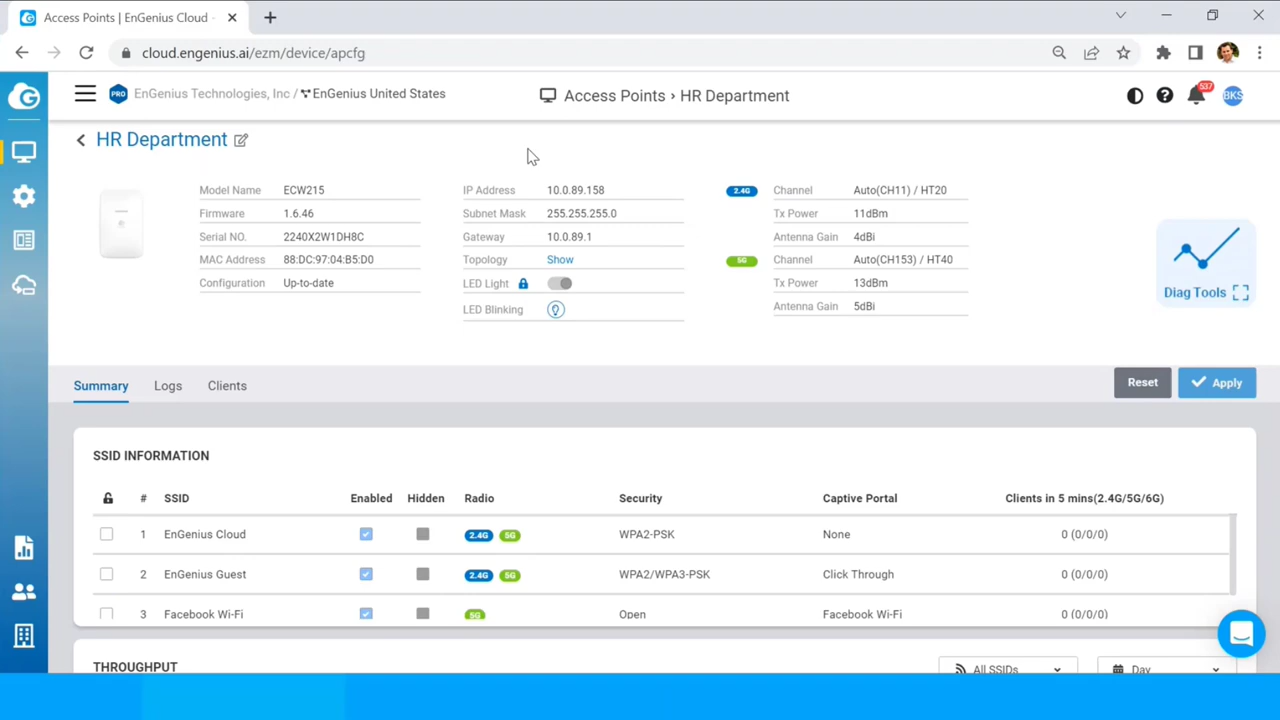 Access Points | EnGenius Cloud -
cloud.engenius.ai/ezm/device/apcfg
PRO EnGenius Technologies, Inc / EnGenius United States
Access Points › HR Department
537
BKS
HR Department
Model Name ECW215
Firmware 1.6.46
Serial NO. 2240X2W1DH8C
MAC Address 88:DC:97:04:B5:D0
Configuration Up-to-date
IP Address 10.0.89.158
Subnet Mask 255.255.255.0
Gateway 10.0.89.1
Topology Show
LED Light
LED Blinking
2.4G Channel Auto(CH11) / HT20
Tx Power 11dBm
Antenna Gain 4dBi
5G Channel Auto(CH153) / HT40
Tx Power 13dBm
Antenna Gain 5dBi
Diag Tools
Summary Logs Clients
Reset Apply
SSID INFORMATION
# SSID Enabled Hidden Radio Security Captive Portal Clients in 5 mins(2.4G/5G/6G)
1 EnGenius Cloud 2.4G 5G WPA2-PSK None 0 (0/0/0)
2 EnGenius Guest 2.4G 5G WPA2/WPA3-PSK Click Through 0 (0/0/0)
3 Facebook Wi-Fi 5G Open Facebook Wi-Fi 0 (0/0/0)
THROUGHPUT All SSIDs Day